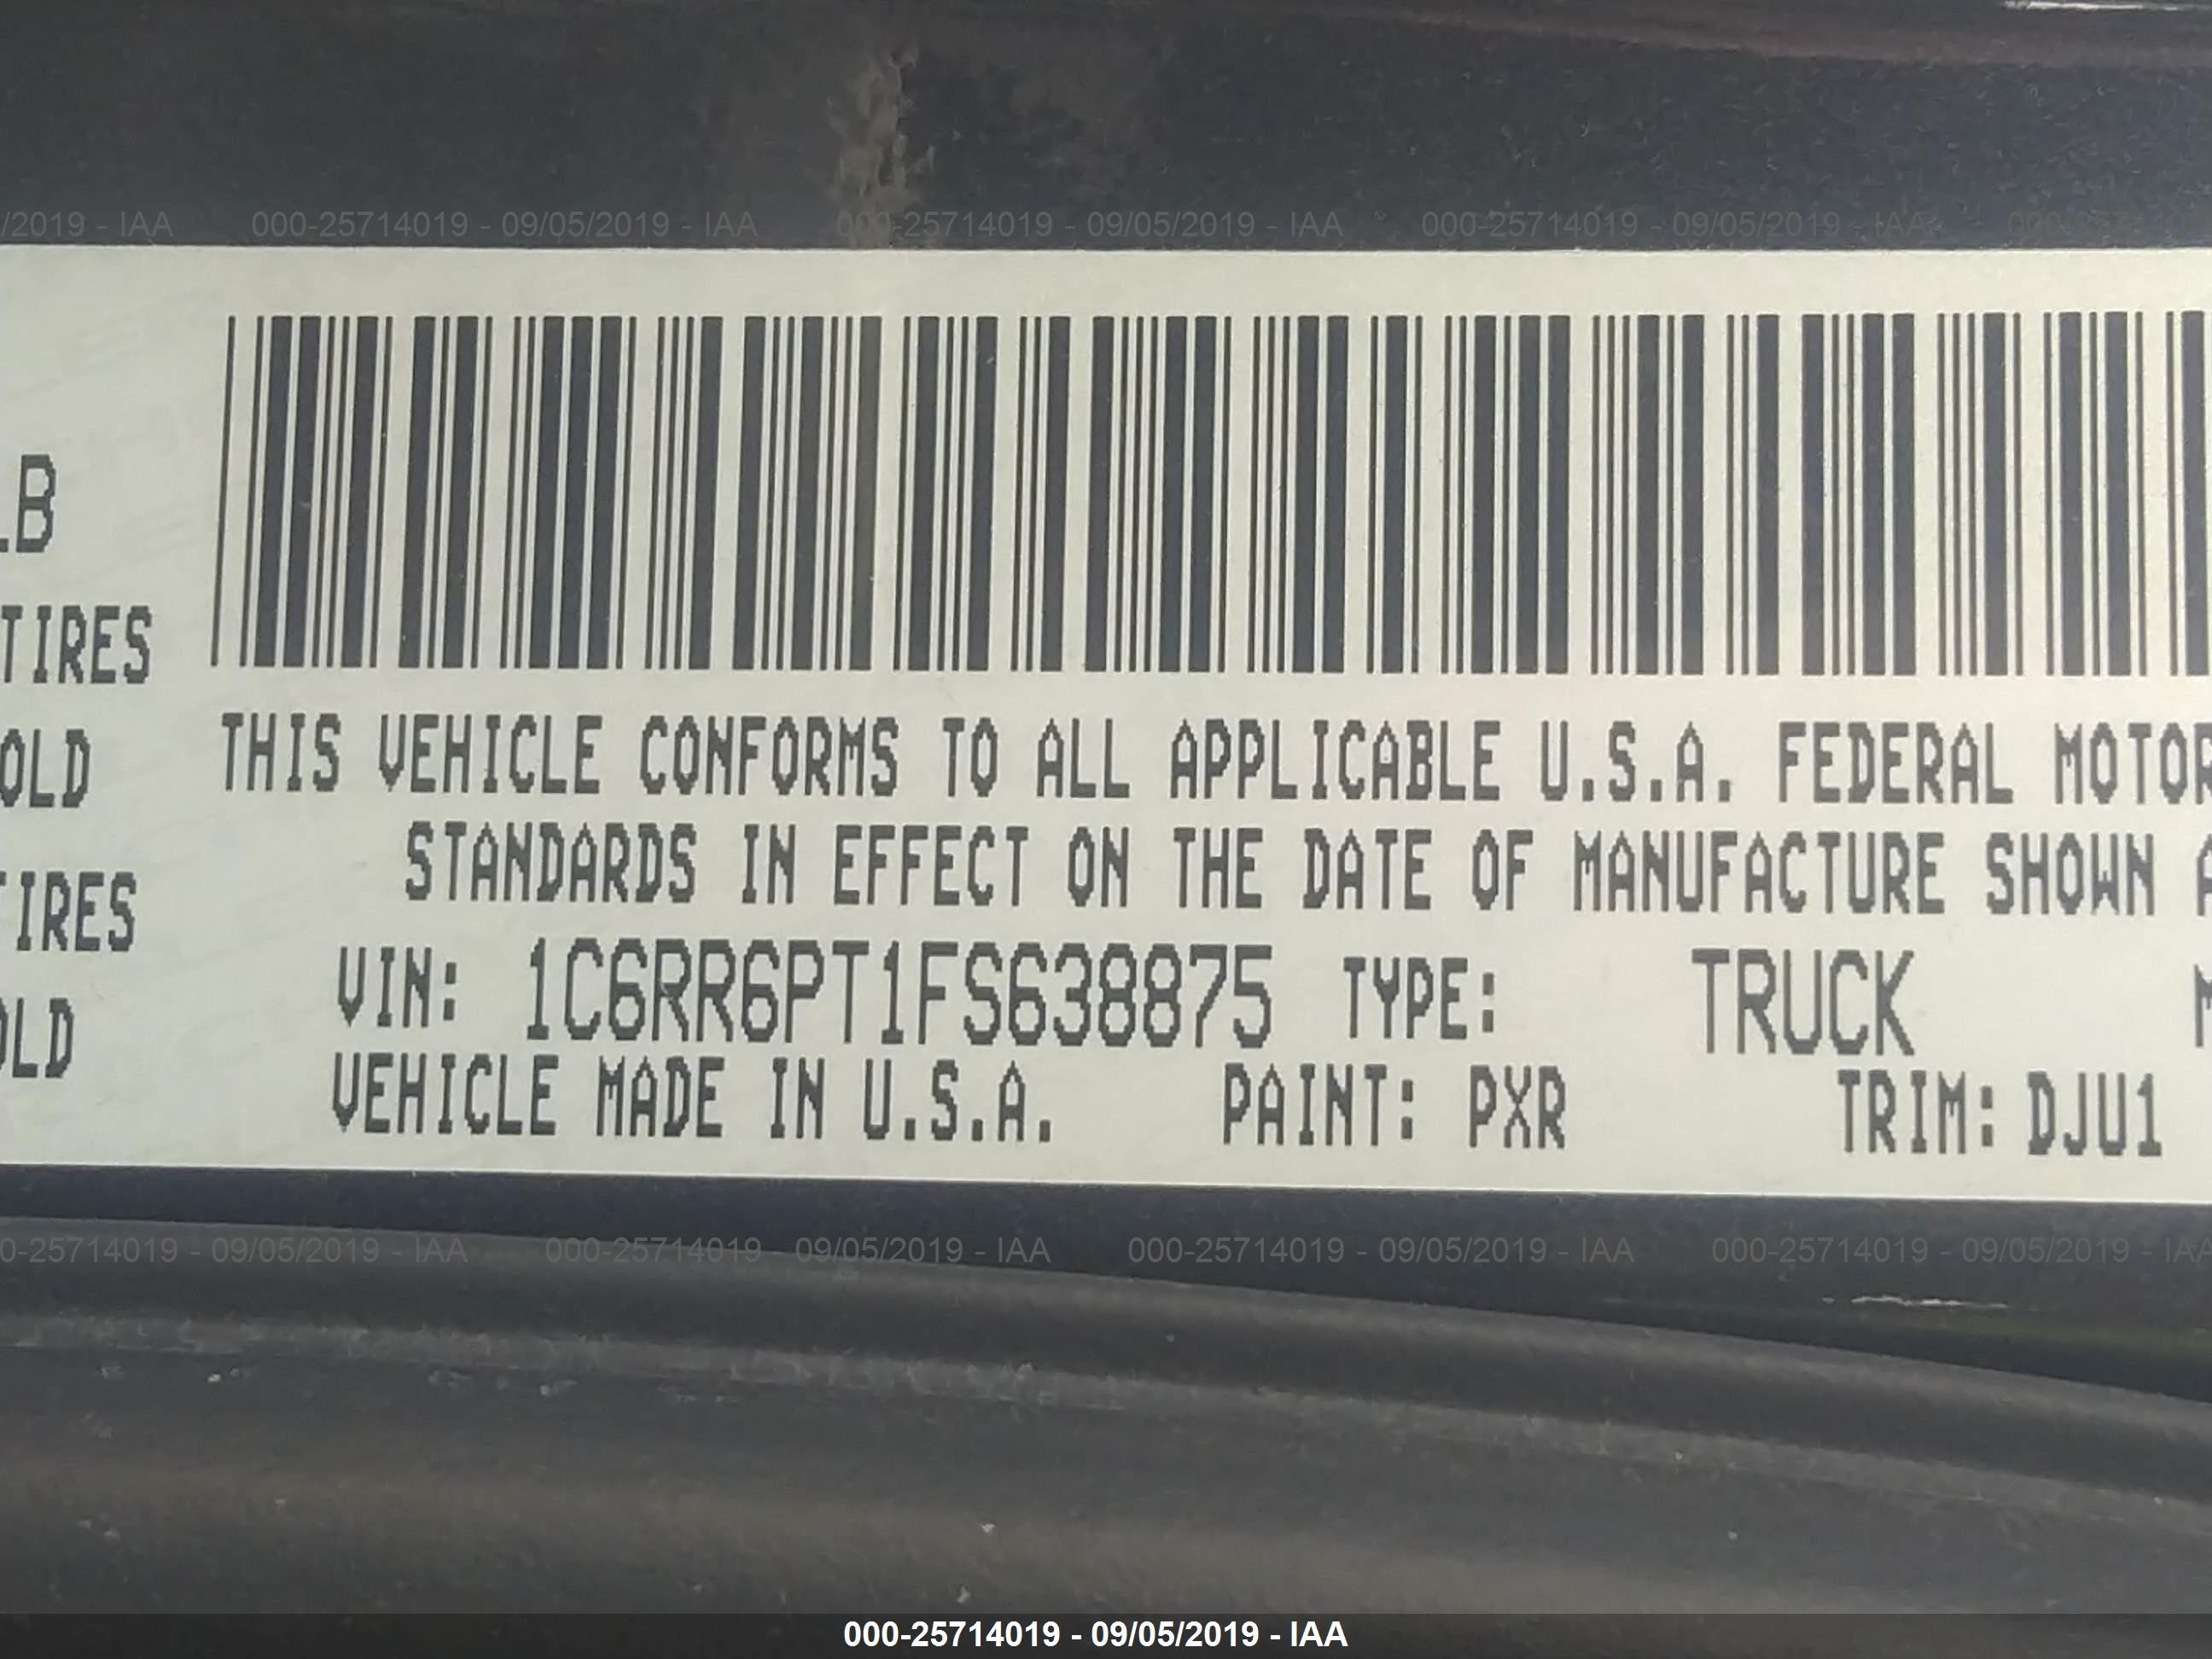 /2019 - IAA 000-25714019 - 09/05/2019 - IAA 000-25714019 - 09/05/2019 - IAA 000-25714019 - 09/05/2019 - IAA 000-25714019
LB
TIRES
OLD
THIS VEHICLE CONFORMS TO ALL APPLICABLE U.S.A. FEDERAL MOTOR
STANDARDS IN EFFECT ON THE DATE OF MANUFACTURE SHOWN A
TIRES
VIN: 1C6RR6PT1FS638875 TYPE: TRUCK M
OLD
VEHICLE MADE IN U.S.A. PAINT: PXR TRIM: DJU1
0-25714019 - 09/05/2019 - IAA 000-25714019 - 09/05/2019 - IAA 000-25714019 - 09/05/2019 - IAA 000-25714019 - 09/05/2019 - IAA
000-25714019 - 09/05/2019 - IAA